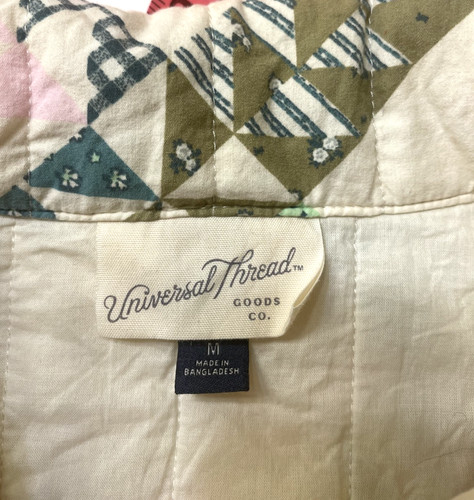 Universal Thread™
GOODS
CO.
M
MADE IN
BANGLADESH